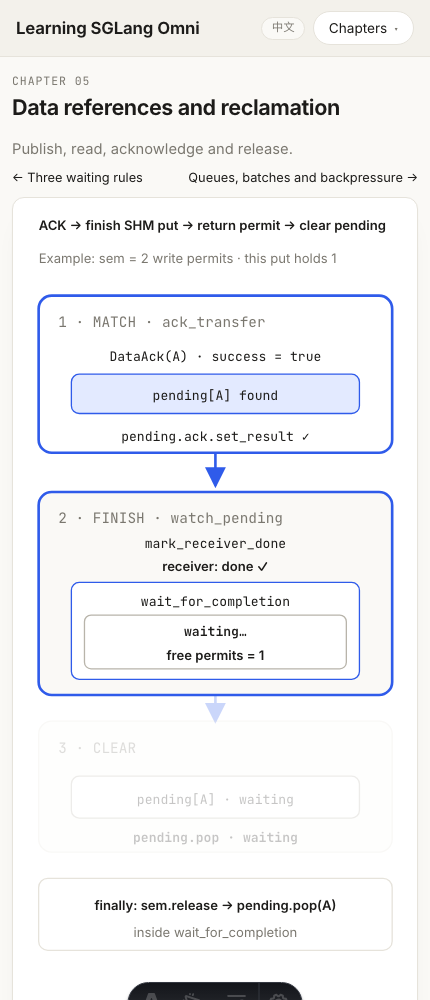 Learning SGLang Omni
中文
Chapters ·
CHAPTER 05
Data references and reclamation
Publish, read, acknowledge and release.
← Three waiting rules
Queues, batches and backpressure →
ACK → finish SHM put → return permit → clear pending
Example: sem = 2 write permits · this put holds 1
1 · MATCH · ack_transfer
DataAck(A) · success = true
pending[A] found
pending.ack.set_result ✓
2 · FINISH · watch_pending
mark_receiver_done
receiver: done ✓
wait_for_completion
waiting…
free permits = 1
3 · CLEAR
pending[A] · waiting
pending.pop · waiting
finally: sem.release → pending.pop(A)
inside wait_for_completion